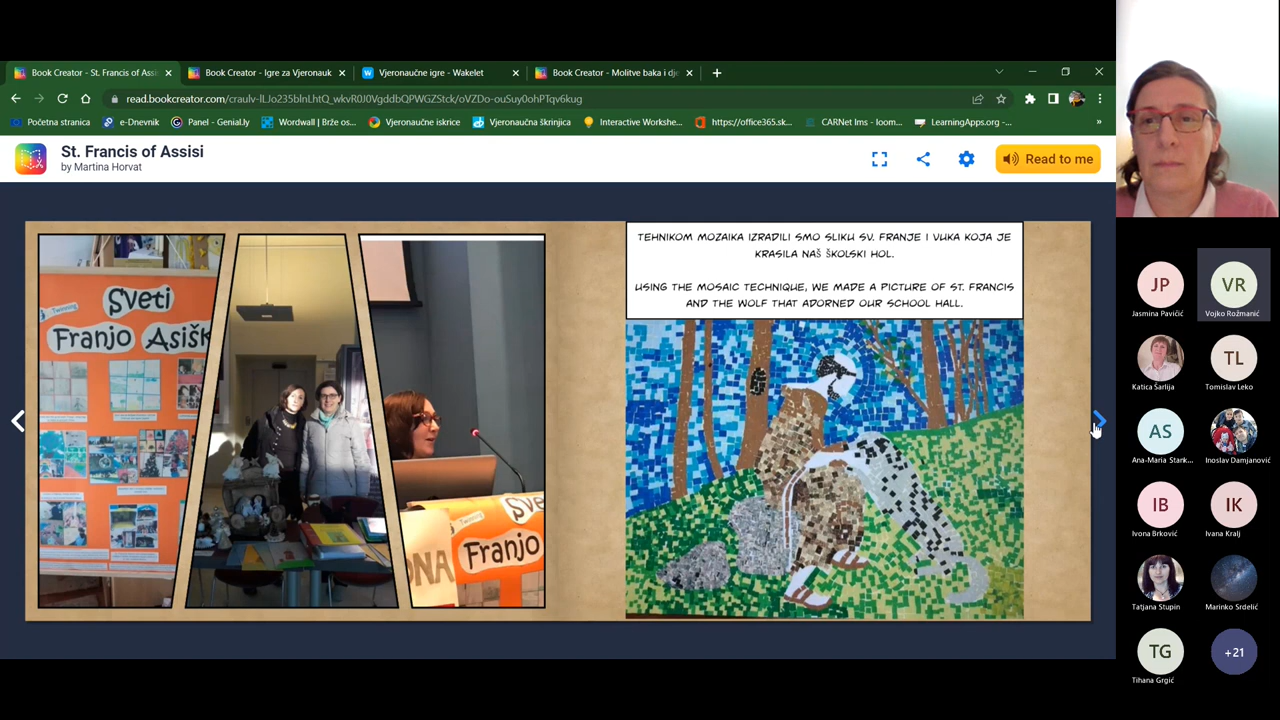 Book Creator - St. Francis of Assi
Book Creator - Igre za Vjeronauk
Vjeronaučne igre - Wakelet
Book Creator - Molitve baka i dje
read.bookcreator.com/
Početna stranica
e-Dnevnik
Panel - Genial.ly
Wordwall | Brže os...
Vjeronaučne iskrice
Vjeronaučna škrinjica
Interactive Workshe...
https://office365.sk...
CARNet lms - loom...
LearningApps.org -...
»
St. Francis of Assisi
by Martina Horvat
Read to me
Sveti
Franjo Asišk
Sve
Franjo
TEHNIKOM MOZAIKA IZRADILI SMO SLIKU SV. FRANJE I VUKA KOJA JE
KRASILA NAŠ ŠKOLSKI HOL.
USING THE MOSAIC TECHNIQUE, WE MADE A PICTURE OF ST. FRANCIS
AND THE WOLF THAT ADORNED OUR SCHOOL HALL.
JP
Jasmina Pavičić
VR
Vojko Rožmanić
Katica Šarlija
TL
Tomislav Leko
AS
Ana-Maria Stank...
Inoslav Damjanović
IB
Ivona Brković
IK
Ivana Kralj
Tatjana Stupin
Marinko Srdelić
TG
Tihana Grgić
+21